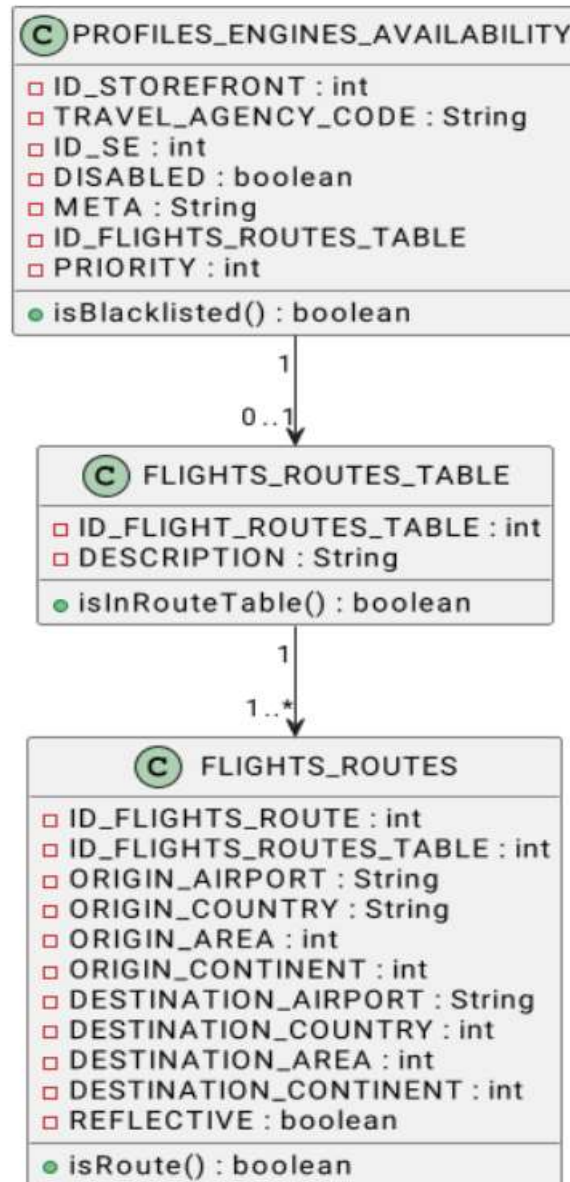 C PROFILES_ENGINES_AVAILABILITY
ID_STOREFRONT : int
TRAVEL_AGENCY_CODE : String
ID_SE : int
DISABLED : boolean
META : String
ID_FLIGHTS_ROUTES_TABLE
PRIORITY : int
isBlacklisted() : boolean
1
0..1
C FLIGHTS_ROUTES_TABLE
ID_FLIGHT_ROUTES_TABLE : int
DESCRIPTION : String
isInRouteTable() : boolean
1
1..*
C FLIGHTS_ROUTES
ID_FLIGHTS_ROUTE : int
ID_FLIGHTS_ROUTES_TABLE : int
ORIGIN_AIRPORT : String
ORIGIN_COUNTRY : String
ORIGIN_AREA : int
ORIGIN_CONTINENT : int
DESTINATION_AIRPORT : String
DESTINATION_COUNTRY : int
DESTINATION_AREA : int
DESTINATION_CONTINENT : int
REFLECTIVE : boolean
isRoute() : boolean